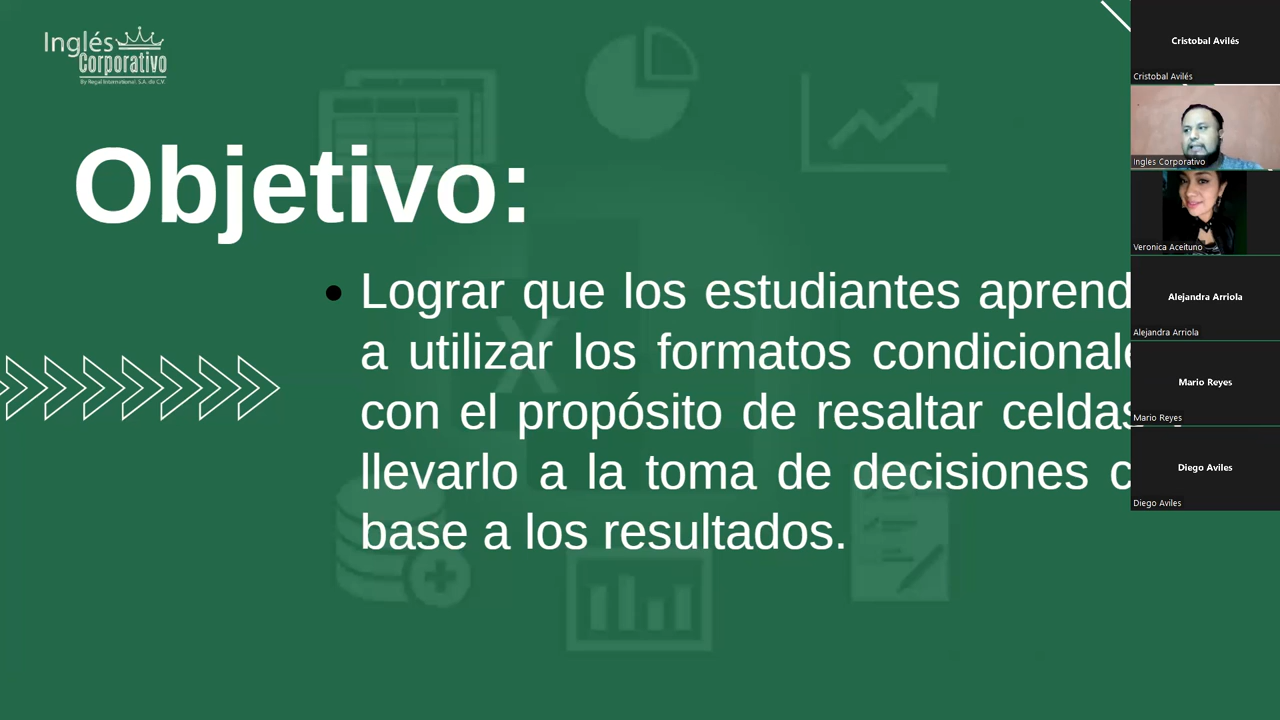 Inglés
Corporativo
By Regal International, S.A. de C.V.
Objetivo:
Lograr que los estudiantes aprend
a utilizar los formatos condicionale
con el propósito de resaltar celdas
llevarlo a la toma de decisiones c
base a los resultados.
Cristobal Avilés
Cristobal Avilés
Ingles Corporativo
Veronica Aceituno
Alejandra Arriola
Alejandra Arriola
Mario Reyes
Mario Reyes
Diego Aviles
Diego Aviles